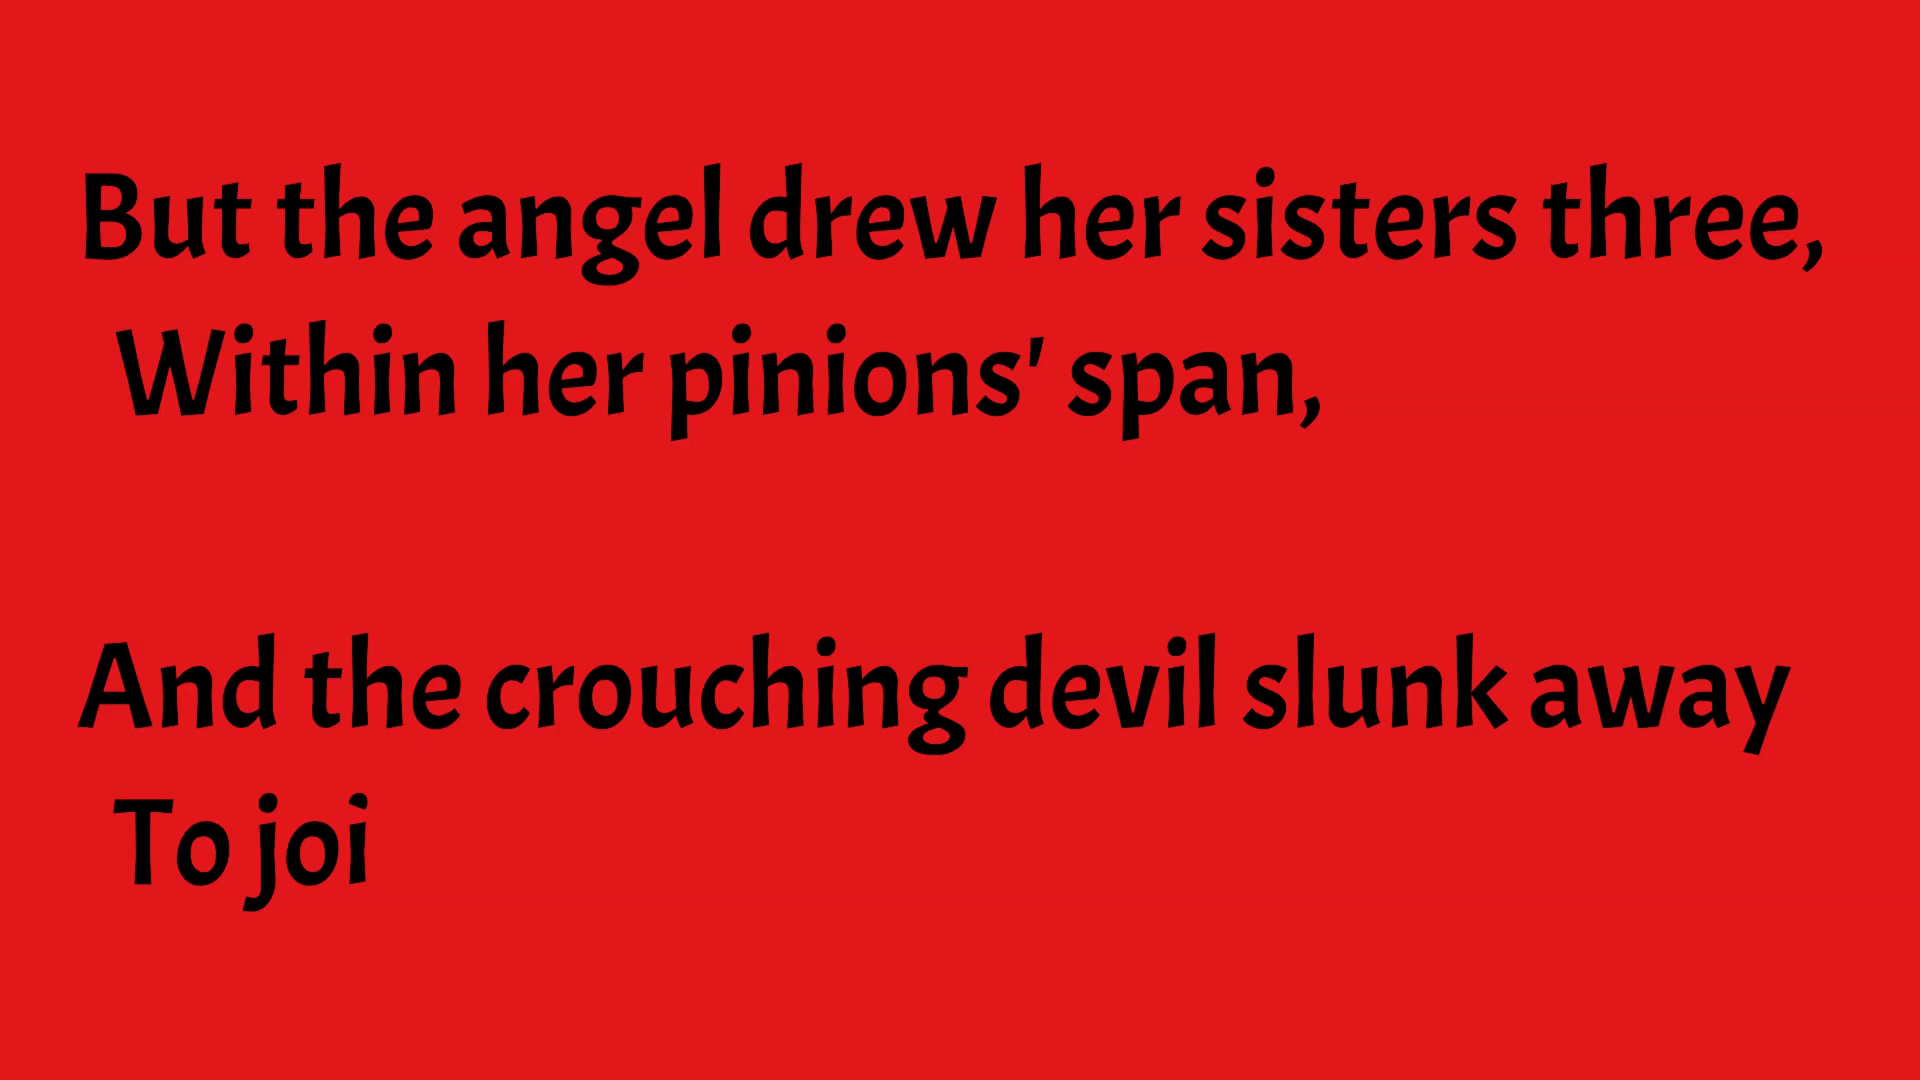 But the angel drew her sisters three,
Within her pinions' span,
And the crouching devil slunk away
To joi